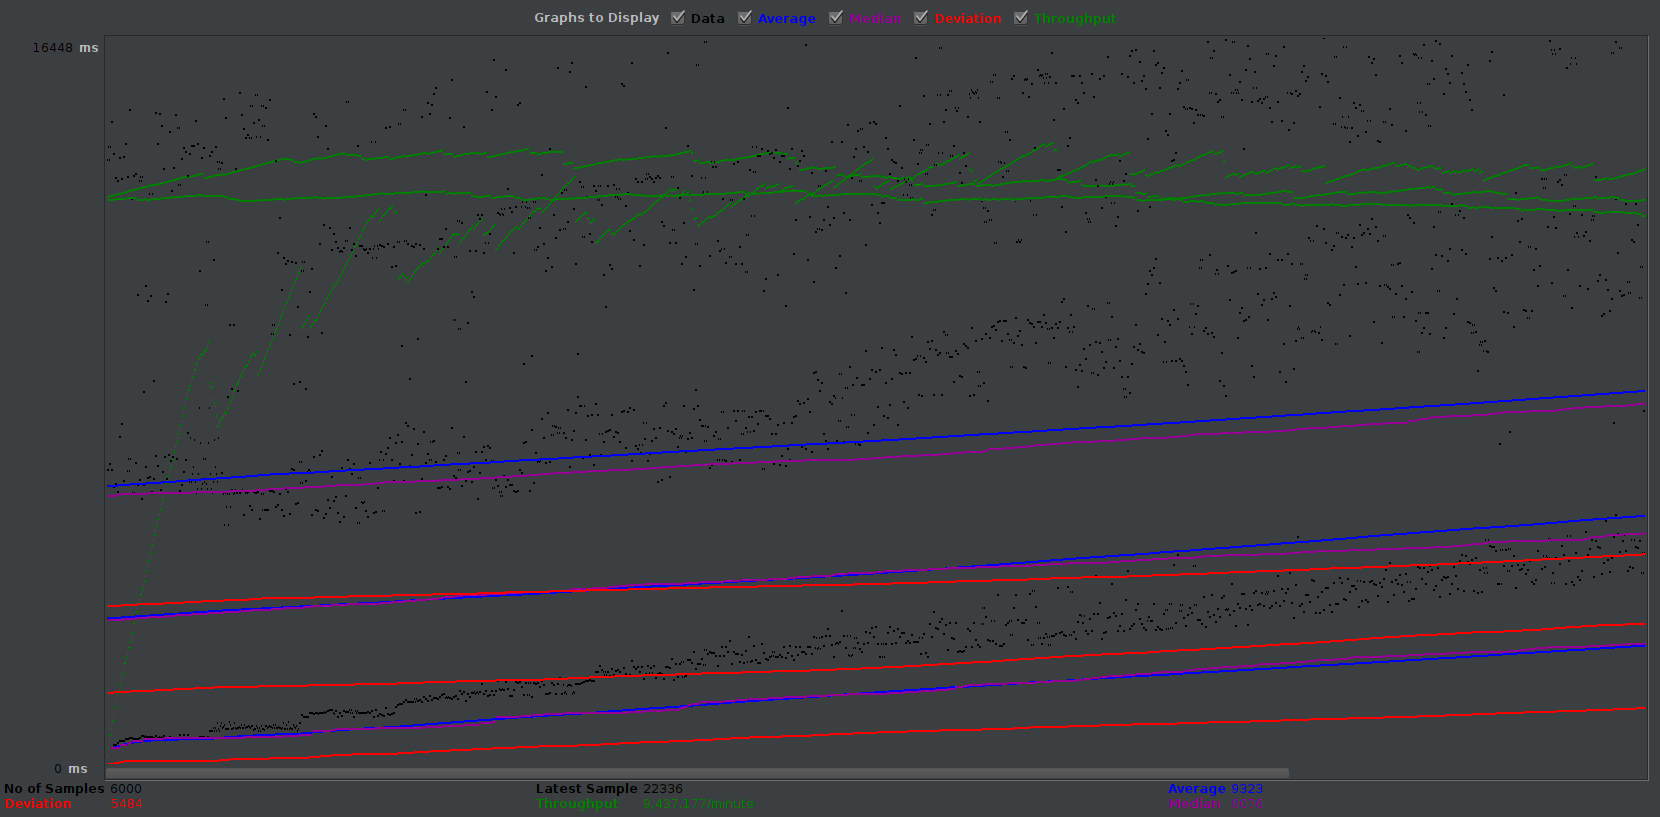 Graphs to Display Data Average Median Deviation Throughput
16448 ms
0 ms
No of Samples 6000 Latest Sample 22336 Average 9323
Deviation 5484 Throughput 9,437.177/minute Median